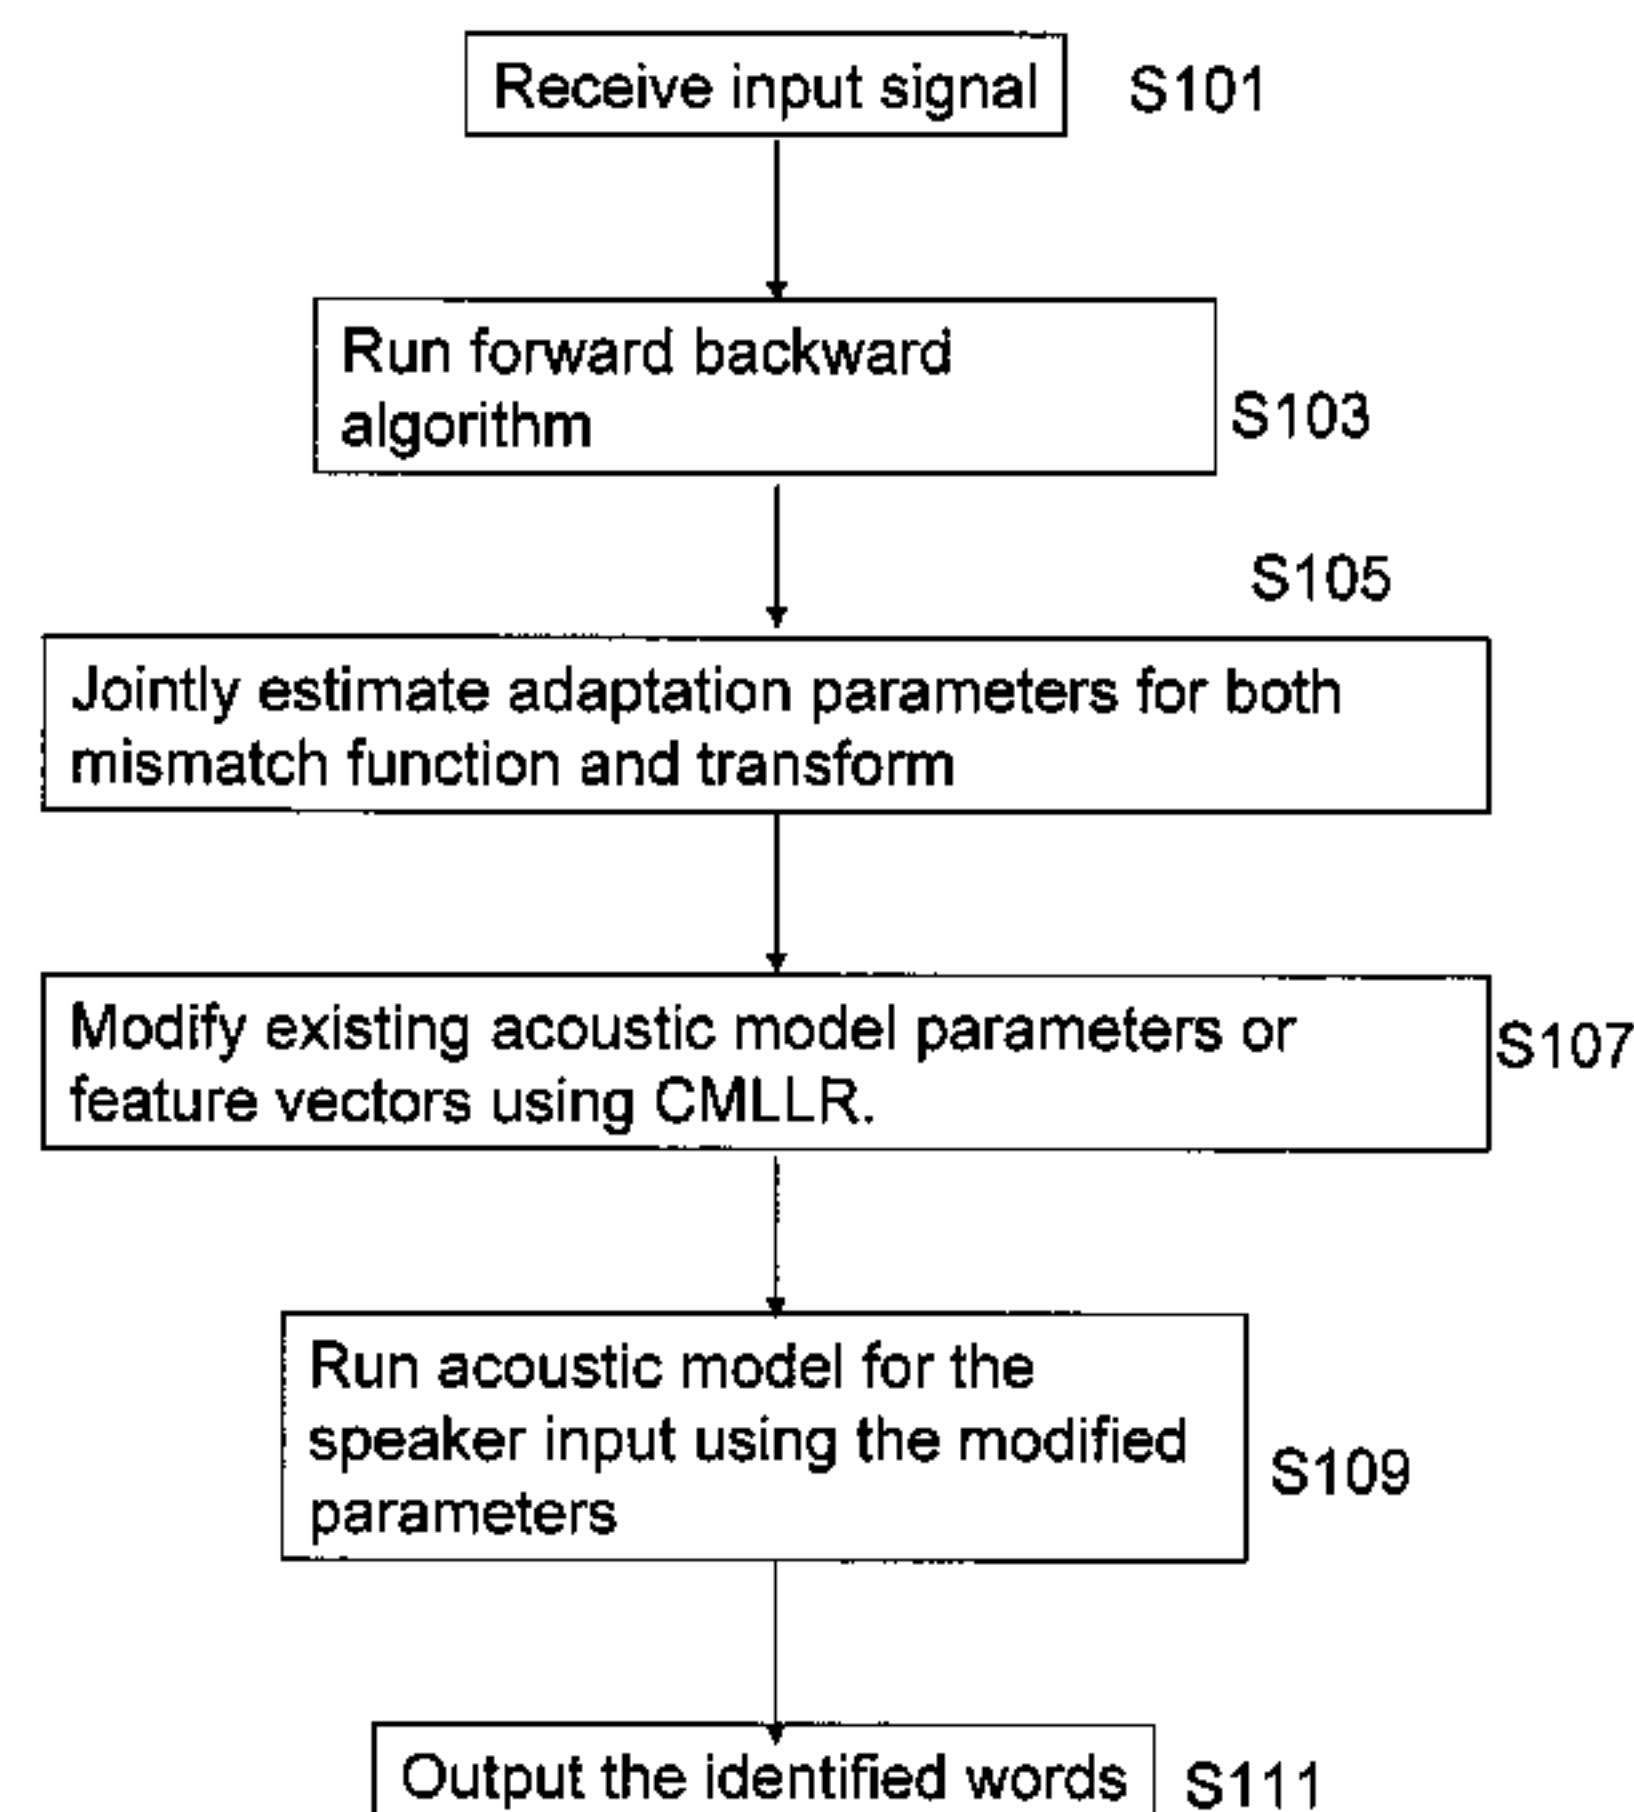 Receive input signal S101
Run forward backward
algorithm
S103
S105
Jointly estimate adaptation parameters for both
mismatch function and transform
Modify existing acoustic model parameters or
feature vectors using CMLLR.
S107
Run acoustic model for the
speaker input using the modified
parameters
S109
Output the identified words S111